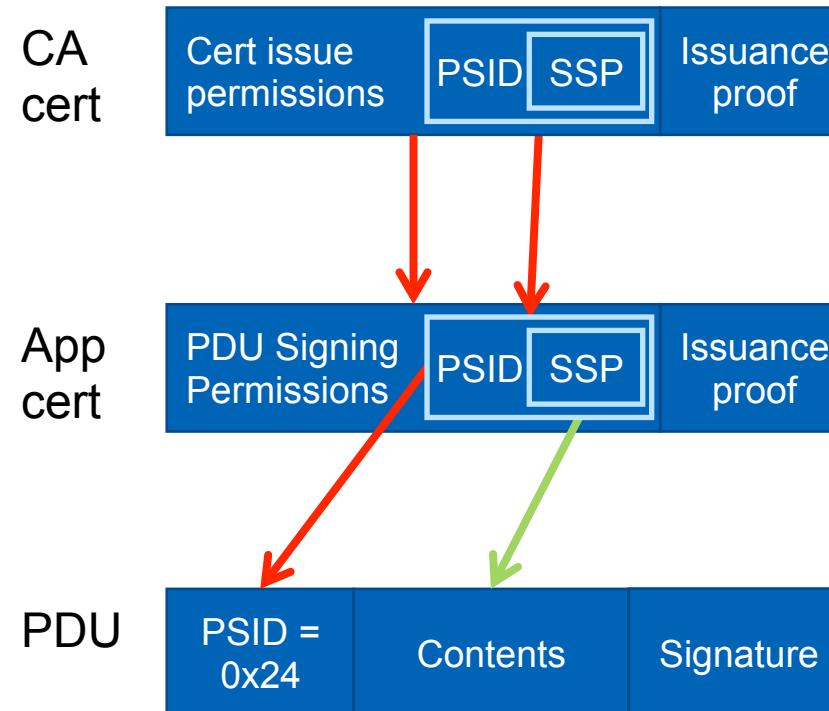 CA
cert
Cert issue
permissions
PSID
SSP
Issuance
proof
App
cert
PDU Signing
Permissions
PSID
SSP
Issuance
proof
PDU
PSID =
0x24
Contents
Signature